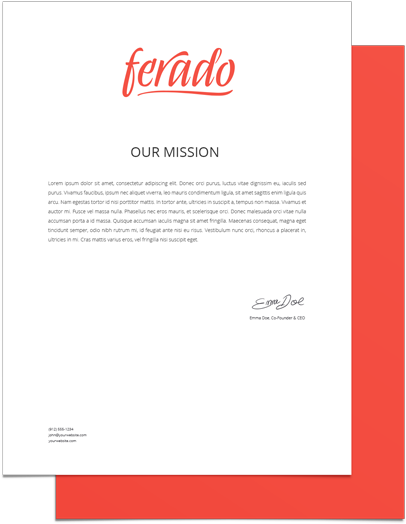 ferado
OUR MISSION
Lorem ipsum dolor sit amet, consectetur adipiscing elit. Donec orci purus, luctus vitae dignissim eu, iaculis sed
purus. Vivamus faucibus, ipsum nec aliquet viverra, leo mauris condimentum ligula, sit amet sagittis enim ligula quis
arcu. Nam egestas tortor id nisi porttitor mattis. In tortor ante, ultricies in suscipit a, tempus non massa. Vivamus et
auctor mi. Fusce vel massa nulla. Phasellus nec eros mauris, et scelerisque orci. Donec malesuada orci vitae nulla
accumsan porta a id massa. Quisque accumsan iaculis magna sit amet fringilla. Maecenas consequat, magna eget
tincidunt semper, odio nibh rutrum mi, id feugiat ante nisi eu risus. Vestibulum nunc orci, rhoncus a placerat in,
ultricies in mi. Cras mattis varius eros, vel fringilla nisi suscipit eget.
Emma Doe
Emma Doe, Co-Founder & CEO
(612) 555-1234
john@yourwebsite.com
yourwebsite.com